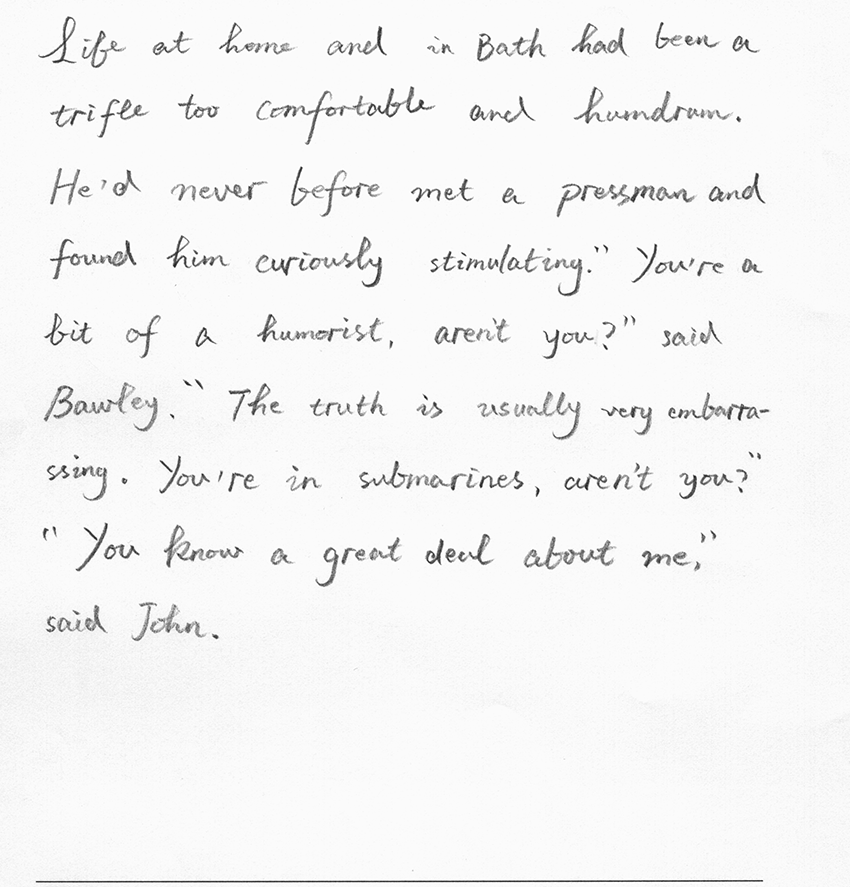 Life at home and in Bath had been a
trifle too comfortable and humdrum.
He'd never before met a pressman and
found him curiously stimulating." You're a
bit of a humorist, aren't you?" said
Bawley." The truth is usually very embarra-
ssing. You're in submarines, aren't you?"
"You know a great deal about me,"
said John.